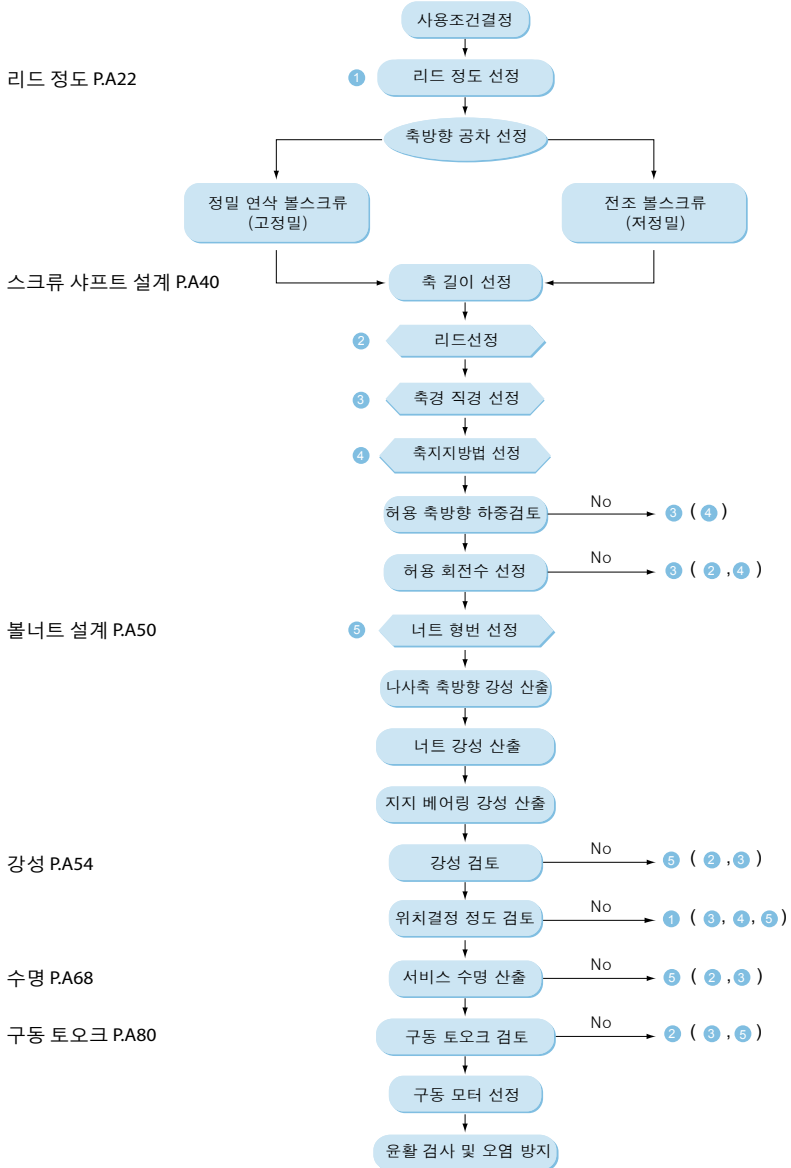 사용조건결정
리드 정도 P.A22
1 리드 정도 선정
축방향 공차 선정
정밀 연삭 볼스크류
(고정밀)
전조 볼스크류
(저정밀)
스크류 샤프트 설계 P.A40
축 길이 선정
2 리드선정
3 축경 직경 선정
4 축지지방법 선정
허용 축방향 하중검토 No 3 ( 4 )
허용 회전수 선정 No 3 ( 2 , 4 )
볼너트 설계 P.A50
5 너트 형번 선정
나사축 축방향 강성 산출
너트 강성 산출
지지 베어링 강성 산출
강성 P.A54
강성 검토 No 5 ( 2 , 3 )
위치결정 정도 검토 No 1 ( 3, 4, 5 )
수명 P.A68
서비스 수명 산출 No 5 ( 2 , 3 )
구동 토오크 P.A80
구동 토오크 검토 No 2 ( 3 , 5 )
구동 모터 선정
윤활 검사 및 오염 방지